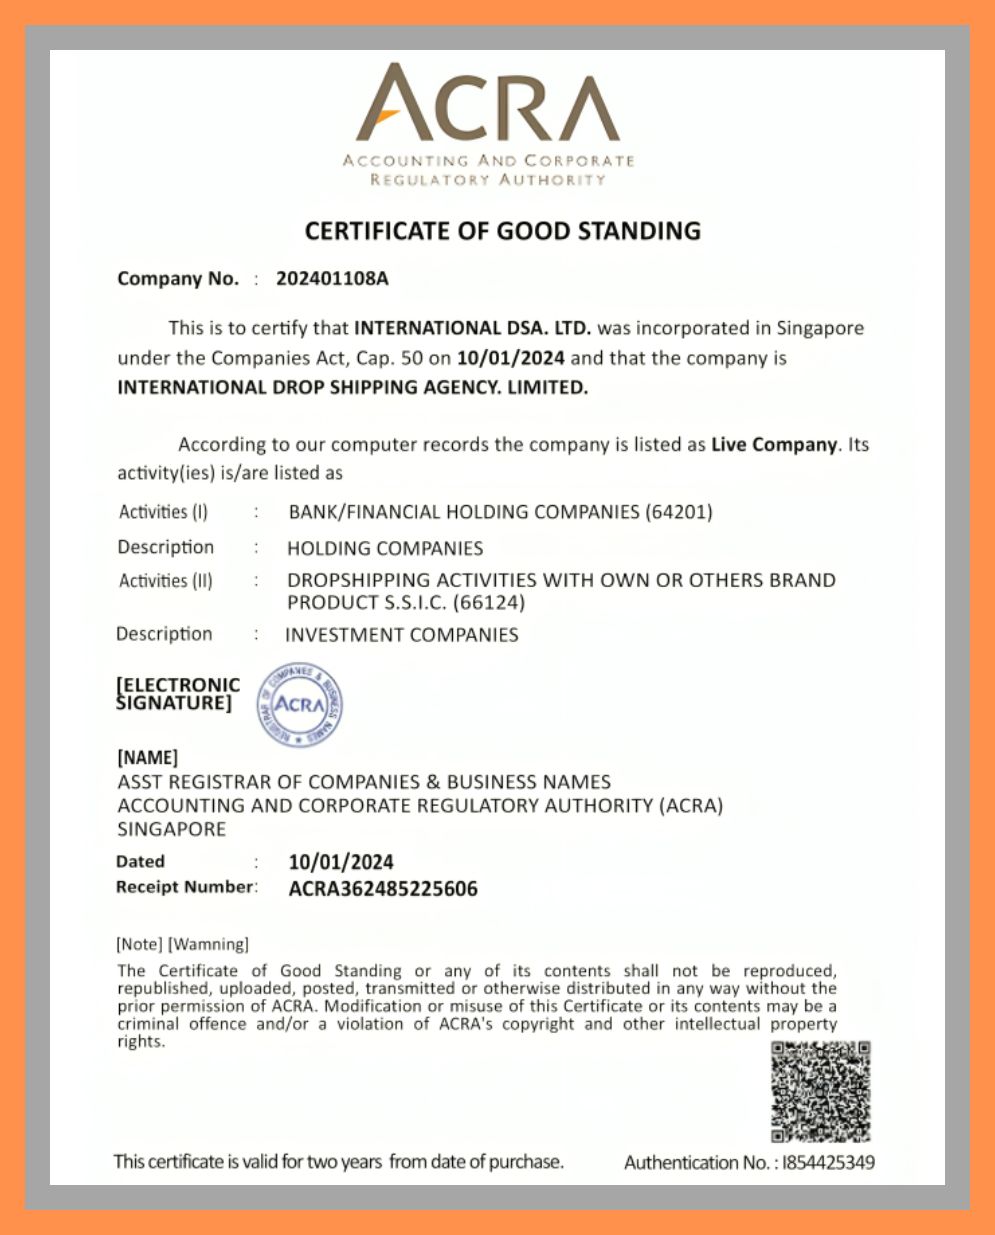 ACRA
ACCOUNTING AND CORPORATE
REGULATORY AUTHORITY
CERTIFICATE OF GOOD STANDING
Company No. : 202401108A
This is to certify that INTERNATIONAL DSA. LTD. was incorporated in Singapore
under the Companies Act, Cap. 50 on 10/01/2024 and that the company is
INTERNATIONAL DROP SHIPPING AGENCY. LIMITED.
According to our computer records the company is listed as Live Company. Its
activity(ies) is/are listed as
Activities (I) : BANK/FINANCIAL HOLDING COMPANIES (64201)
Description : HOLDING COMPANIES
Activities (II) : DROPSHIPPING ACTIVITIES WITH OWN OR OTHERS BRAND
PRODUCT S.S.I.C. (66124)
Description : INVESTMENT COMPANIES
[ELECTRONIC
SIGNATURE]
REGISTRAR OF COMPANIES & BUSINESS NAMES
ACRA
[NAME]
ASST REGISTRAR OF COMPANIES & BUSINESS NAMES
ACCOUNTING AND CORPORATE REGULATORY AUTHORITY (ACRA)
SINGAPORE
Dated : 10/01/2024
Receipt Number: ACRA362485225606
[Note] [Wamning]
The Certificate of Good Standing or any of its contents shall not be reproduced,
republished, uploaded, posted, transmitted or otherwise distributed in any way without the
prior permission of ACRA. Modification or misuse of this Certificate or its contents may be a
criminal offence and/or a violation of ACRA's copyright and other intellectual property
rights.
This certificate is valid for two years from date of purchase.
Authentication No. : I854425349